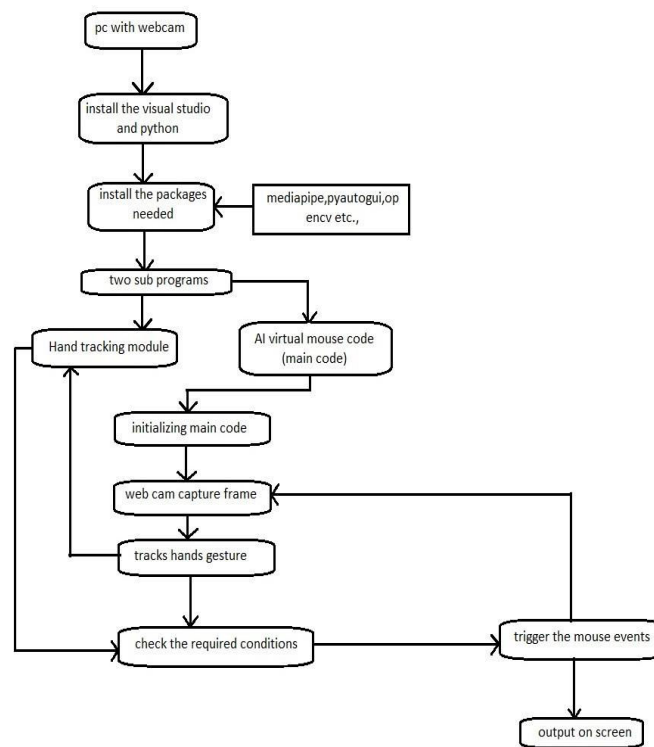 pc with webcam
install the visual studio
and python
install the packages
needed
mediapipe,pyautogui,op
encv etc.,
two sub programs
Hand tracking module
AI virtual mouse code
(main code)
initializing main code
web cam capture frame
tracks hands gesture
check the required conditions
trigger the mouse events
output on screen